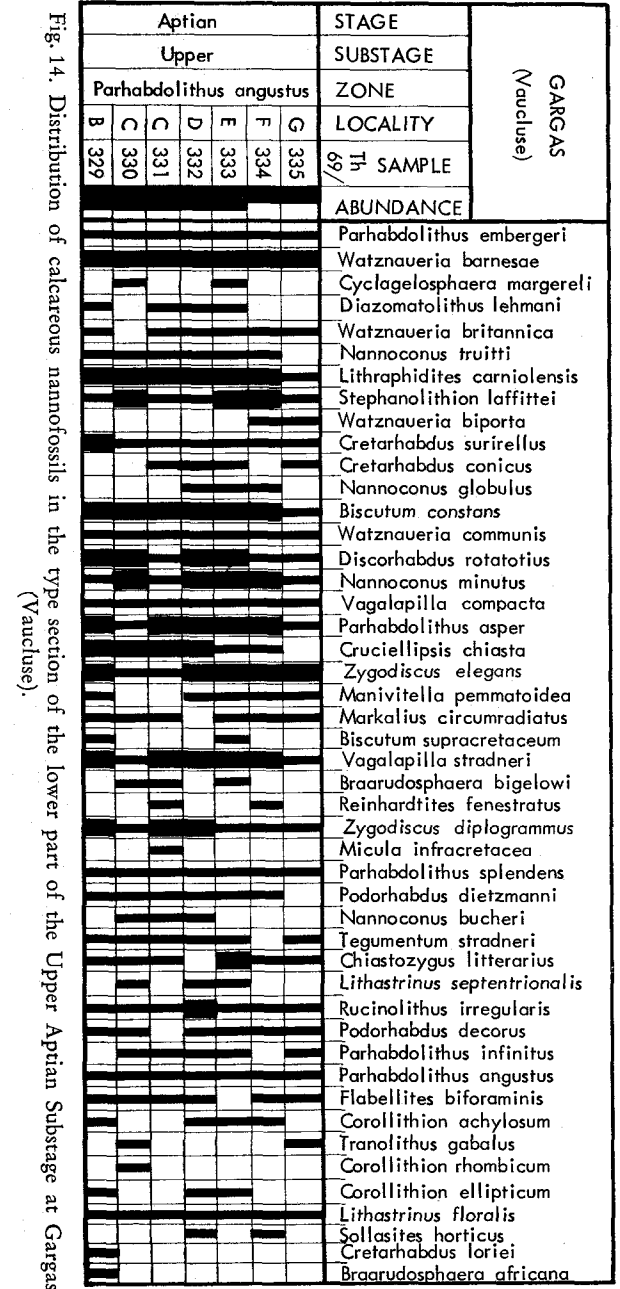 GARGAS
(Vaucluse)
Aptian STAGE
Upper SUBSTAGE
Parhabdolithus angustus ZONE
B C C D E F G LOCALITY
329 330 331 332 333 334 335 Th 69/ SAMPLE
ABUNDANCE
Parhabdolithus embergeri
Watznaueria barnesae
Cyclagelosphaera margereli
Diazomatolithus lehmani
Watznaueria britannica
Nannoconus truitti
Lithraphidites carniolensis
Stephanolithion laffittei
Watznaueria biporta
Cretarhabdus surirellus
Cretarhabdus conicus
Nannoconus globulus
Biscutum constans
Watznaueria communis
Discorhabdus rotatotius
Nannoconus minutus
Vagalapilla compacta
Parhabdolithus asper
Cruciellipsis chiasta
Zygodiscus elegans
Manivitella pemmatoidea
Markalius circumradiatus
Biscutum supracretaceum
Vagalapilla stradneri
Braarudosphaera bigelowi
Reinhardtites fenestratus
Zygodiscus diplogrammus
Micula infracretacea
Parhabdolithus splendens
Podorhabdus dietzmanni
Nannoconus bucheri
Tegumentum stradneri
Chiastozygus litterarius
Lithastrinus septentrionalis
Rucinolithus irregularis
Podorhabdus decorus
Parhabdolithus infinitus
Parhabdolithus angustus
Flabellites biforaminis
Corollithion achylosum
Tranolithus gabalus
Corollithion rhombicum
Corollithion ellipticum
Lithastrinus floralis
Sollasites horticus
Cretarhabdus loriei
Braarudosphaera africana
Fig. 14. Distribution of calcareous nannofossils in the type section of the lower part of the Upper Aptian Substage at Gargas
(Vaucluse).